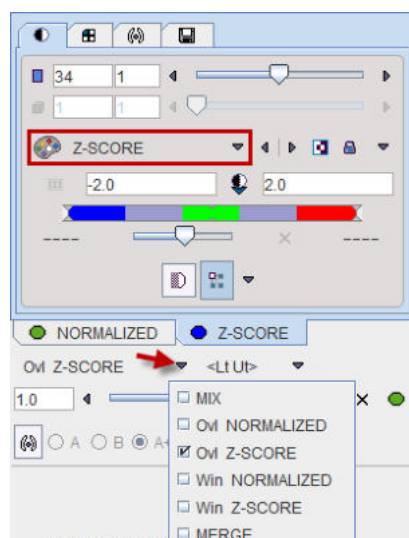 34 1
1 1
Z-SCORE
-2.0 2.0
---- ----
NORMALIZED Z-SCORE
Ovl Z-SCORE <Lt Ut>
1.0
MIX
Ovl NORMALIZED
A B A+
Ovl Z-SCORE
Win NORMALIZED
Win Z-SCORE
MERGE